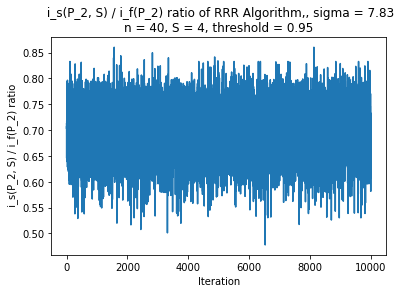 i_s(P_2, S) / i_f(P_2) ratio of RRR Algorithm,, sigma = 7.83
n = 40, S = 4, threshold = 0.95
i_s(P_2, S) / i_f(P_2) ratio
0.85
0.80
0.75
0.70
0.65
0.60
0.55
0.50
0 2000 4000 6000 8000 10000
Iteration